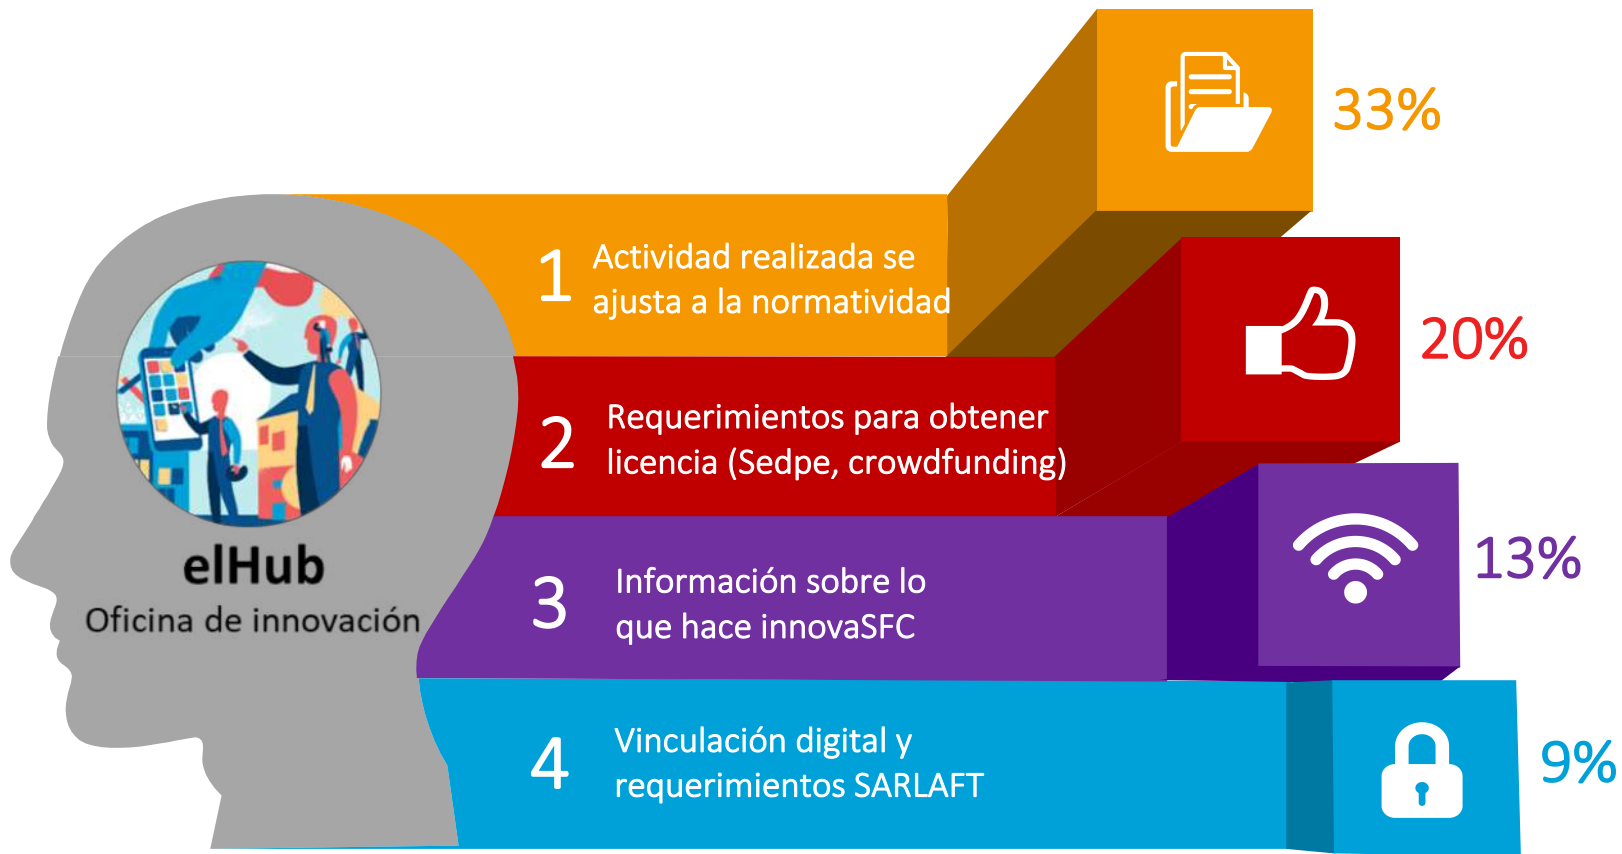 33%
1
Actividad realizada se
ajusta a la normatividad
20%
2
Requerimientos para obtener
licencia (Sedpe, crowdfunding)
elHub
Oficina de innovación
13%
3
Información sobre lo
que hace innovaSFC
9%
4
Vinculación digital y
requerimientos SARLAFT